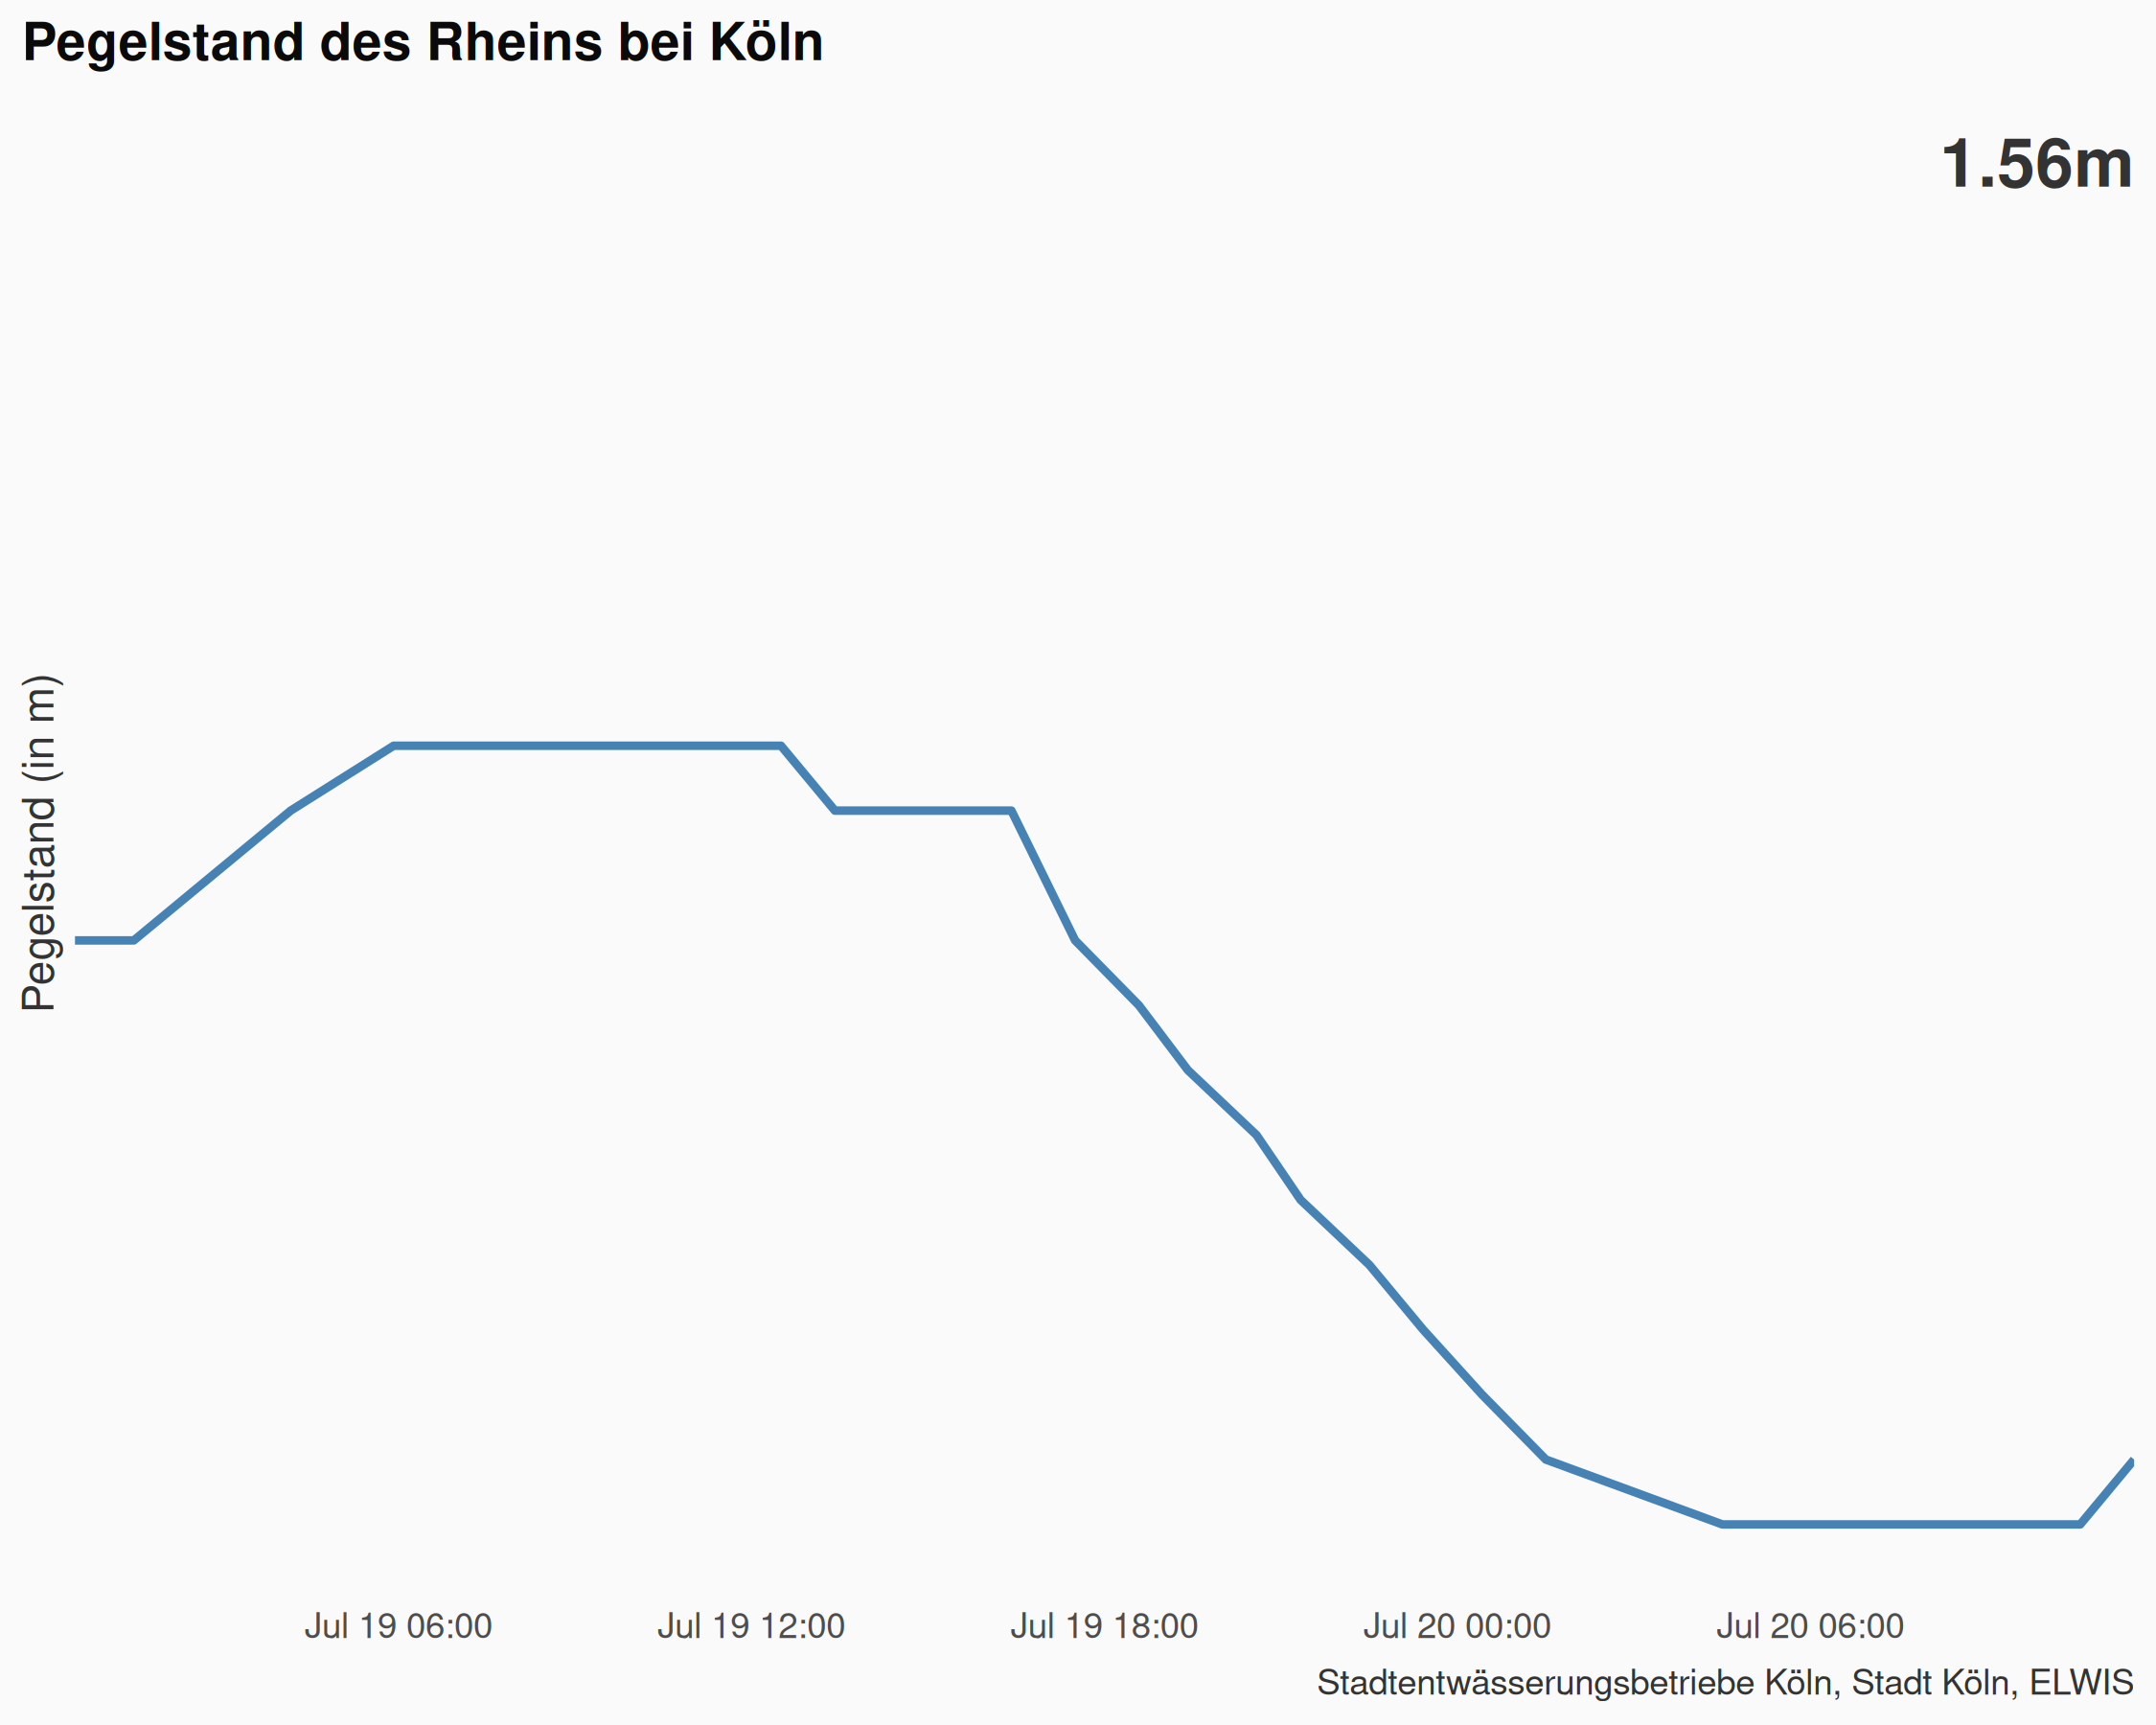 Pegelstand des Rheins bei Köln
1.56m
Pegelstand (in m)
Jul 19 06:00
Jul 19 12:00
Jul 19 18:00
Jul 20 00:00
Jul 20 06:00
Stadtentwässerungsbetriebe Köln, Stadt Köln, ELWIS